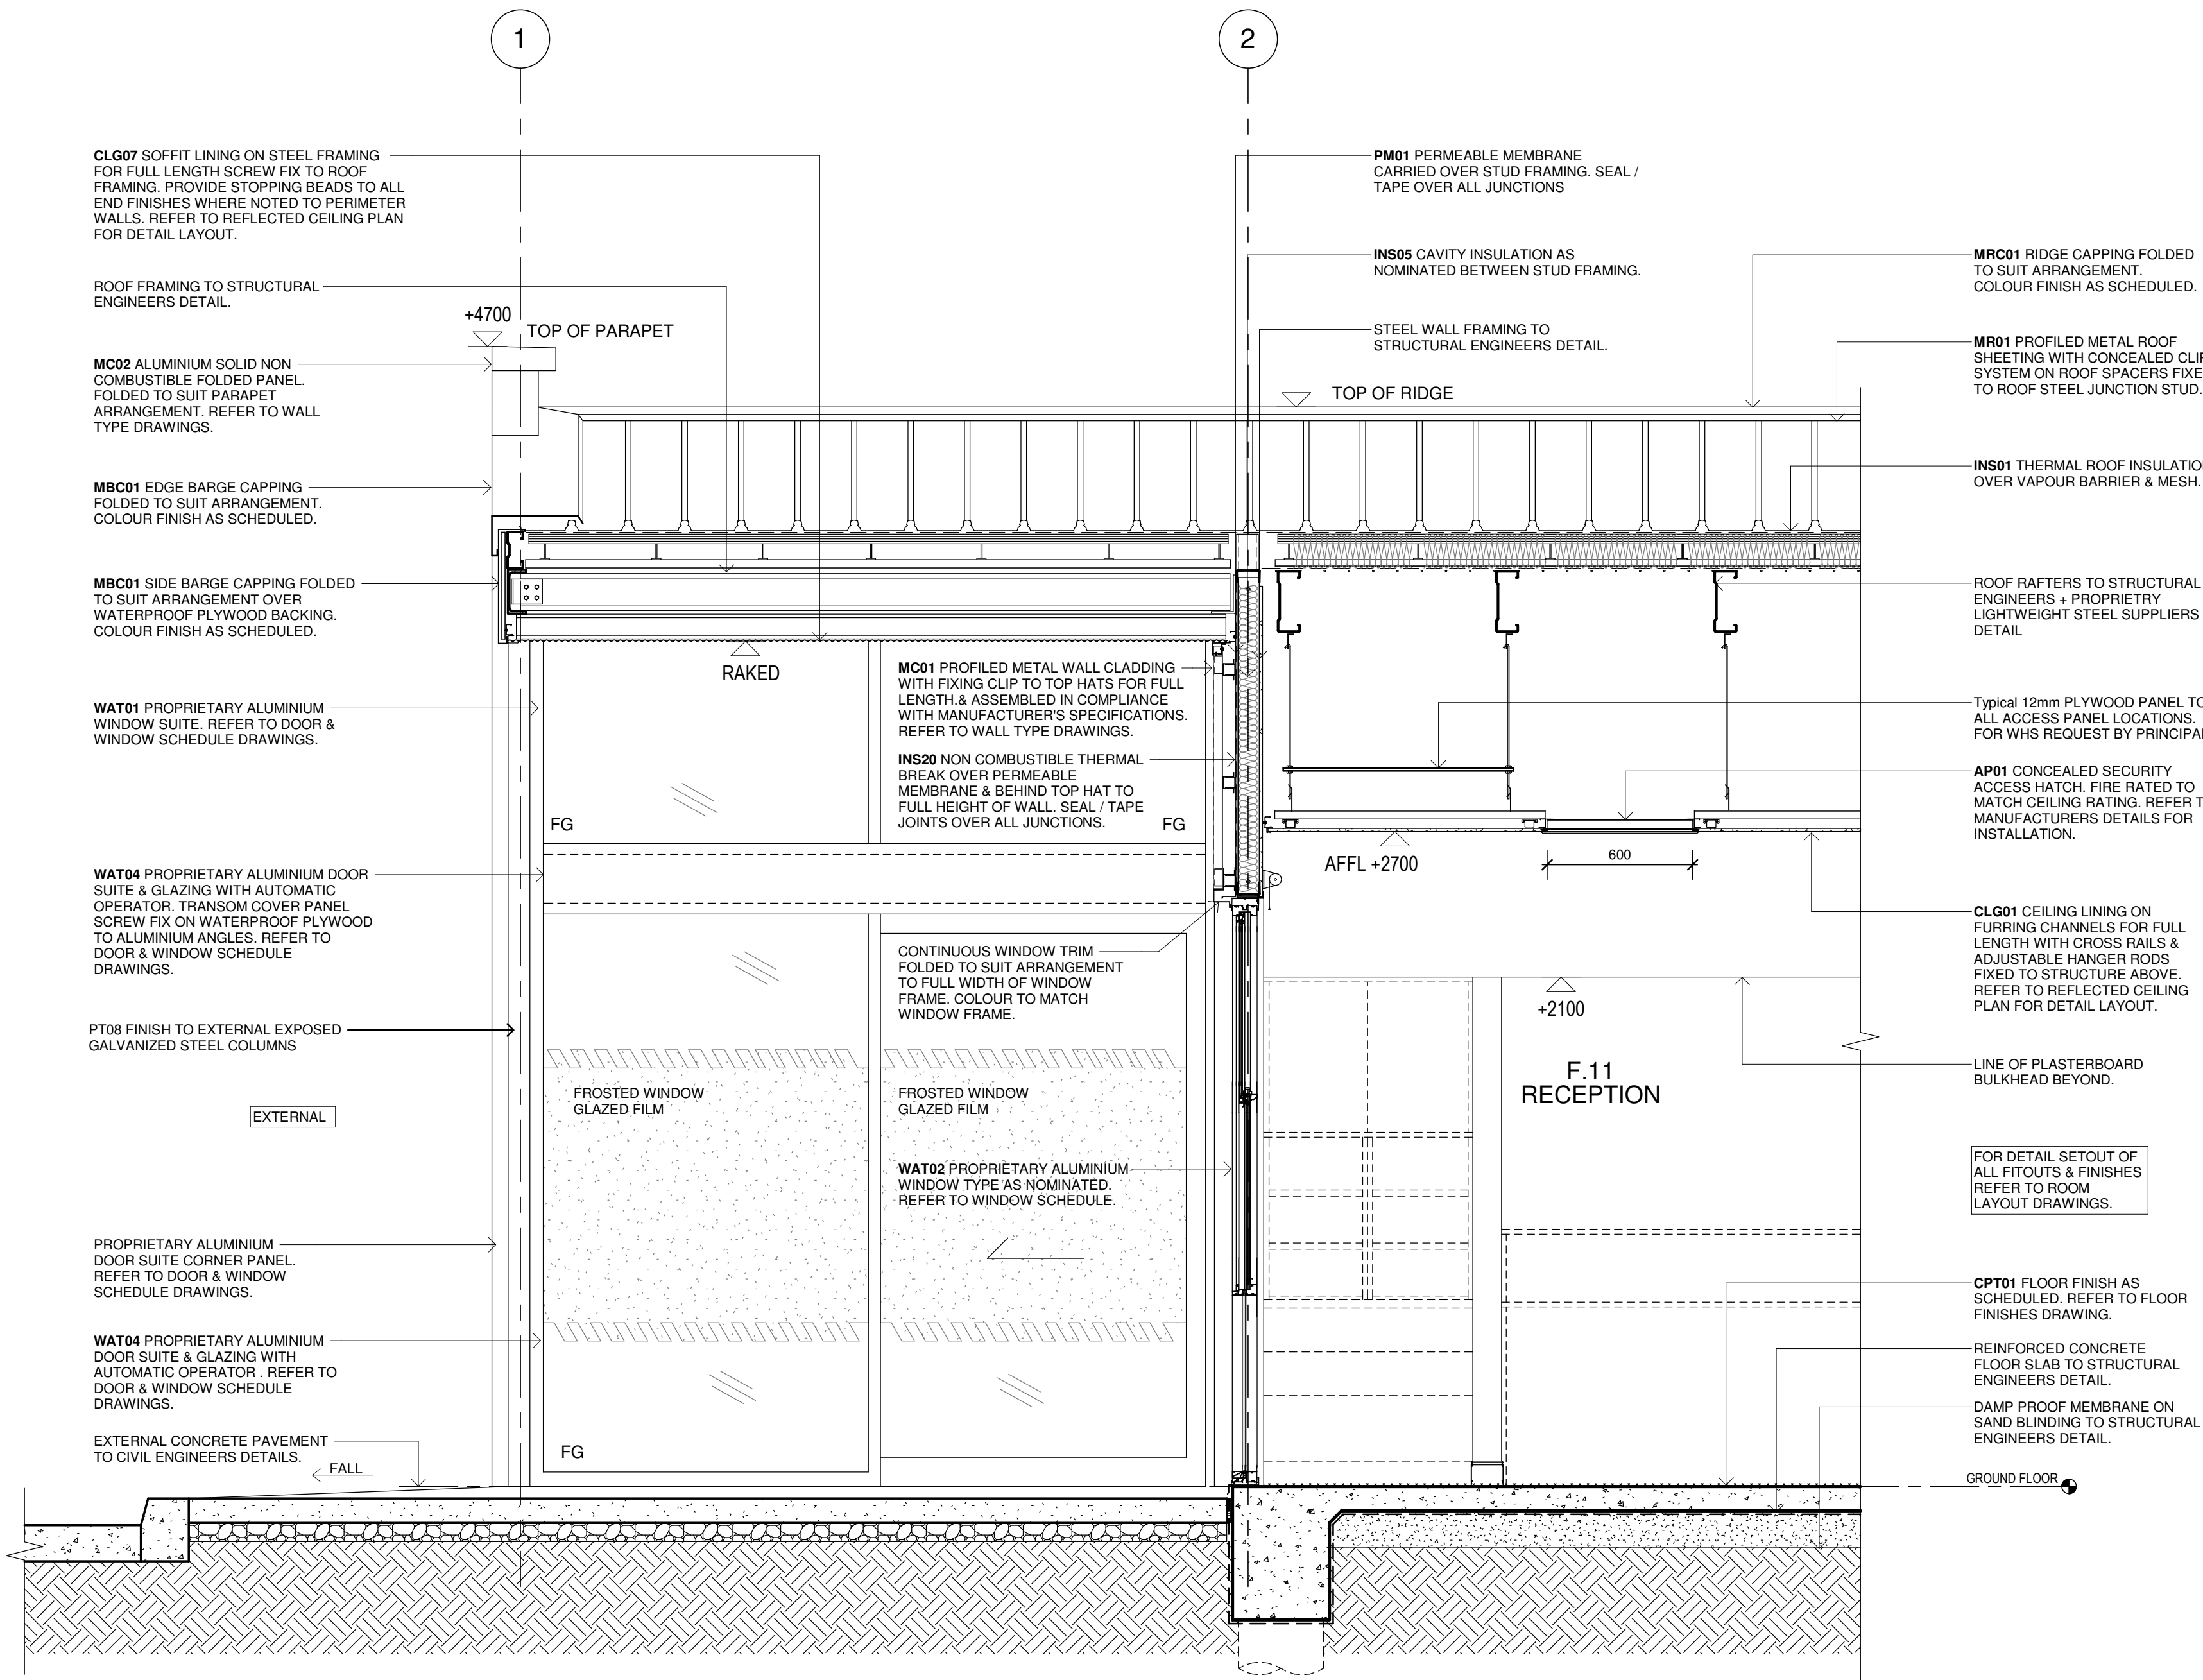 1
2
CLG07 SOFFIT LINING ON STEEL FRAMING
FOR FULL LENGTH SCREW FIX TO ROOF
FRAMING. PROVIDE STOPPING BEADS TO ALL
END FINISHES WHERE NOTED TO PERIMETER
WALLS. REFER TO REFLECTED CEILING PLAN
FOR DETAIL LAYOUT.
ROOF FRAMING TO STRUCTURAL
ENGINEERS DETAIL.
+4700
TOP OF PARAPET
MC02 ALUMINIUM SOLID NON
COMBUSTIBLE FOLDED PANEL.
FOLDED TO SUIT PARAPET
ARRANGEMENT. REFER TO WALL
TYPE DRAWINGS.
MBC01 EDGE BARGE CAPPING
FOLDED TO SUIT ARRANGEMENT.
COLOUR FINISH AS SCHEDULED.
MBC01 SIDE BARGE CAPPING FOLDED
TO SUIT ARRANGEMENT OVER
WATERPROOF PLYWOOD BACKING.
COLOUR FINISH AS SCHEDULED.
WAT01 PROPRIETARY ALUMINIUM
WINDOW SUITE. REFER TO DOOR &
WINDOW SCHEDULE DRAWINGS.
WAT04 PROPRIETARY ALUMINIUM DOOR
SUITE & GLAZING WITH AUTOMATIC
OPERATOR. TRANSOM COVER PANEL
SCREW FIX ON WATERPROOF PLYWOOD
TO ALUMINIUM ANGLES. REFER TO
DOOR & WINDOW SCHEDULE
DRAWINGS.
PT08 FINISH TO EXTERNAL EXPOSED
GALVANIZED STEEL COLUMNS
EXTERNAL
PROPRIETARY ALUMINIUM
DOOR SUITE CORNER PANEL.
REFER TO DOOR & WINDOW
SCHEDULE DRAWINGS.
WAT04 PROPRIETARY ALUMINIUM
DOOR SUITE & GLAZING WITH
AUTOMATIC OPERATOR . REFER TO
DOOR & WINDOW SCHEDULE
DRAWINGS.
EXTERNAL CONCRETE PAVEMENT
TO CIVIL ENGINEERS DETAILS.
FALL
RAKED
MC01 PROFILED METAL WALL CLADDING
WITH FIXING CLIP TO TOP HATS FOR FULL
LENGTH.& ASSEMBLED IN COMPLIANCE
WITH MANUFACTURER'S SPECIFICATIONS.
REFER TO WALL TYPE DRAWINGS.
INS20 NON COMBUSTIBLE THERMAL
BREAK OVER PERMEABLE
MEMBRANE & BEHIND TOP HAT TO
FULL HEIGHT OF WALL. SEAL / TAPE
JOINTS OVER ALL JUNCTIONS.
FG
FG
CONTINUOUS WINDOW TRIM
FOLDED TO SUIT ARRANGEMENT
TO FULL WIDTH OF WINDOW
FRAME. COLOUR TO MATCH
WINDOW FRAME.
FROSTED WINDOW
GLAZED FILM
FROSTED WINDOW
GLAZED FILM
WAT02 PROPRIETARY ALUMINIUM
WINDOW TYPE AS NOMINATED.
REFER TO WINDOW SCHEDULE.
FG
PM01 PERMEABLE MEMBRANE
CARRIED OVER STUD FRAMING. SEAL /
TAPE OVER ALL JUNCTIONS
INS05 CAVITY INSULATION AS
NOMINATED BETWEEN STUD FRAMING.
STEEL WALL FRAMING TO
STRUCTURAL ENGINEERS DETAIL.
TOP OF RIDGE
AFFL +2700
600
+2100
F.11
RECEPTION
MRC01 RIDGE CAPPING FOLDED
TO SUIT ARRANGEMENT.
COLOUR FINISH AS SCHEDULED.
MR01 PROFILED METAL ROOF
SHEETING WITH CONCEALED
SYSTEM ON ROOF SPACERS
TO ROOF STEEL JUNCTION STUD.
INS01 THERMAL ROOF
OVER VAPOUR BARRIER & MESH.
ROOF RAFTERS TO STRUCTURAL
ENGINEERS + PROPRIETRY
LIGHTWEIGHT STEEL SUPPLIERS
DETAIL
Typical 12mm PLYWOOD PANEL
ALL ACCESS PANEL LOCATIONS.
FOR WHS REQUEST BY
AP01 CONCEALED SECURITY
ACCESS HATCH. FIRE RATED TO
MATCH CEILING RATING. REFER
MANUFACTURERS DETAILS FOR
INSTALLATION.
CLG01 CEILING LINING ON
FURRING CHANNELS FOR FULL
LENGTH WITH CROSS RAILS &
ADJUSTABLE HANGER RODS
FIXED TO STRUCTURE ABOVE.
REFER TO REFLECTED CEILING
PLAN FOR DETAIL LAYOUT.
LINE OF PLASTERBOARD
BULKHEAD BEYOND.
FOR DETAIL SETOUT OF
ALL FITOUTS & FINISHES
REFER TO ROOM
LAYOUT DRAWINGS.
CPT01 FLOOR FINISH AS
SCHEDULED. REFER TO FLOOR
FINISHES DRAWING.
REINFORCED CONCRETE
FLOOR SLAB TO STRUCTURAL
ENGINEERS DETAIL.
DAMP PROOF MEMBRANE ON
SAND BLINDING TO STRUCTURAL
ENGINEERS DETAIL.
GROUND FLOOR